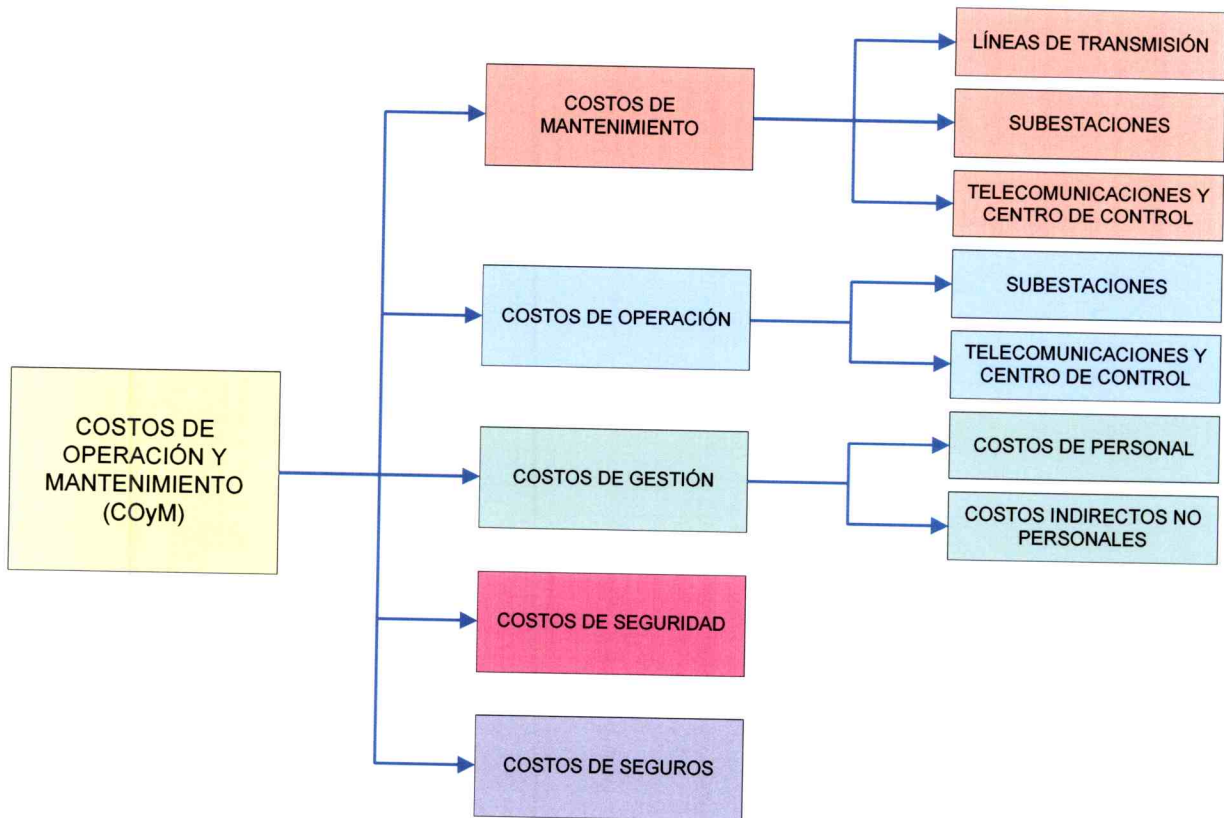 COSTOS DE
OPERACIÓN Y
MANTENIMIENTO
(COyM)
COSTOS DE
MANTENIMIENTO
LÍNEAS DE TRANSMISIÓN
SUBESTACIONES
TELECOMUNICACIONES Y
CENTRO DE CONTROL
COSTOS DE OPERACIÓN
SUBESTACIONES
TELECOMUNICACIONES Y
CENTRO DE CONTROL
COSTOS DE GESTIÓN
COSTOS DE PERSONAL
COSTOS INDIRECTOS NO
PERSONALES
COSTOS DE SEGURIDAD
COSTOS DE SEGUROS